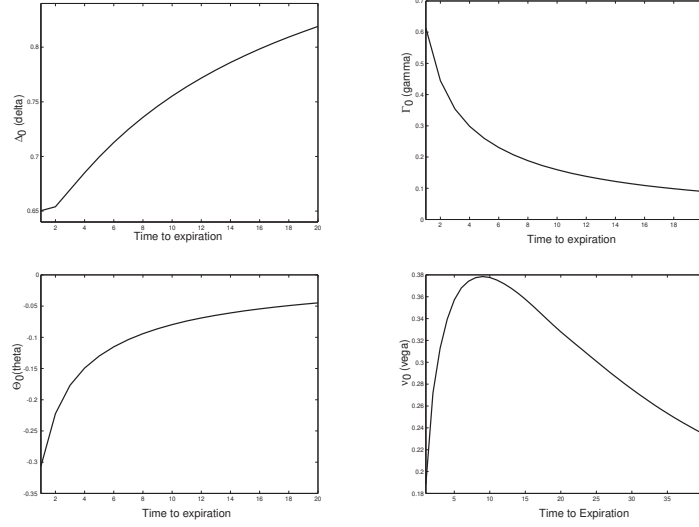 0.8
0.75
0.7
0.65
Δ0 (delta)
2 4 6 8 10 12 14 16 18 20
Time to expiration
0.7
0.6
0.5
0.4
0.3
0.2
0.1
0
Γ0 (gamma)
2 4 6 8 10 12 14 16 18
Time to expiration
0
-0.05
-0.1
-0.15
-0.2
-0.25
-0.3
-0.35
Θ0(theta)
2 4 6 8 10 12 14 16 18 20
Time to expiration
0.38
0.36
0.34
0.32
0.3
0.28
0.26
0.24
0.22
0.2
0.18
ν0 (vega)
5 10 15 20 25 30 35
Time to Expiration